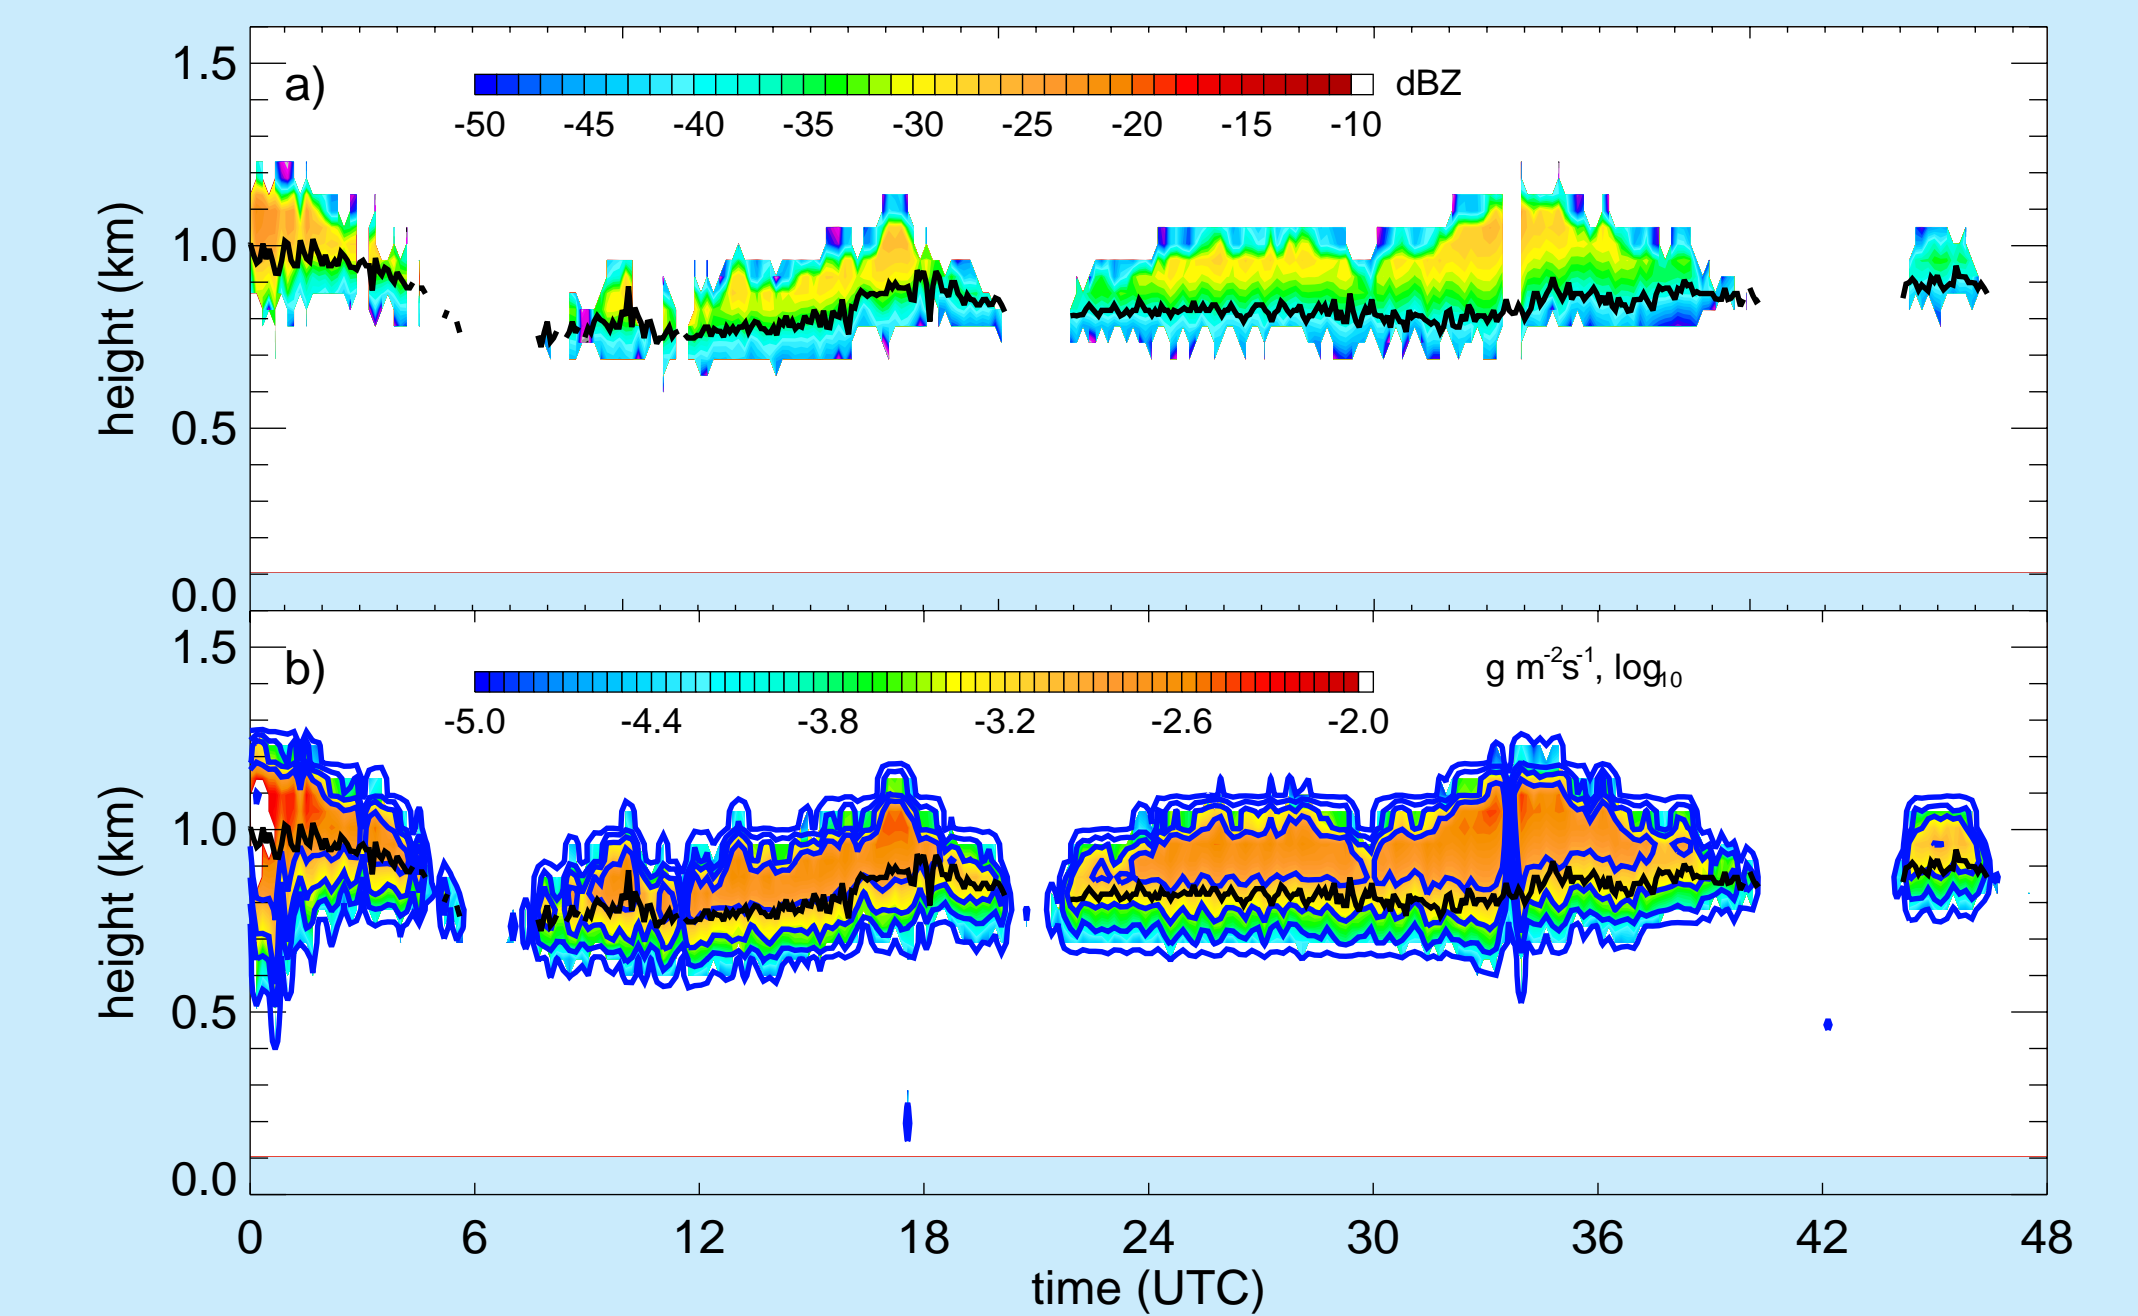 1.5
a)
dBZ
-50 -45 -40 -35 -30 -25 -20 -15 -10
1.0
height (km)
0.5
0.0
1.5
b)
g m-2s-1, log10
-5.0 -4.4 -3.8 -3.2 -2.6 -2.0
1.0
height (km)
0.5
0.0
0 6 12 18 24 30 36 42 48
time (UTC)